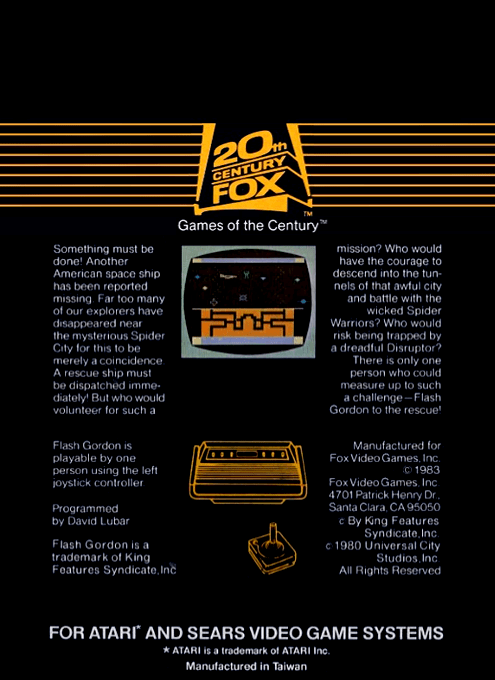 20th
CENTURY
FOX
TM
Games of the Century™
Something must be
done! Another
American space ship
has been reported
missing. Far too many
of our explorers have
disappeared near
the mysterious Spider
City for this to be
merely a coincidence.
A rescue ship must
be dispatched imme-
diately! But who would
volunteer for such a
mission? Who would
have the courage to
descend into the tun-
nels of that awful city
and battle with the
wicked Spider
Warriors? Who would
risk being trapped by
a dreadful Disruptor?
There is only one
person who could
measure up to such
a challenge—Flash
Gordon to the rescue!
Flash Gordon is
playable by one
person using the left
joystick controller
Programmed
by David Lubar
Flash Gordon is a
trademark of King
Features Syndicate, Inc
Manufactured for
Fox Video Games, Inc.
© 1983
Fox Video Games, Inc.
4701 Patrick Henry Dr.,
Santa Clara, CA 95050
c By King Features
Syndicate, Inc.
c 1980 Universal City
Studios, Inc.
All Rights Reserved
FOR ATARI* AND SEARS VIDEO GAME SYSTEMS
★ ATARI is a trademark of ATARI Inc.
Manufactured in Taiwan